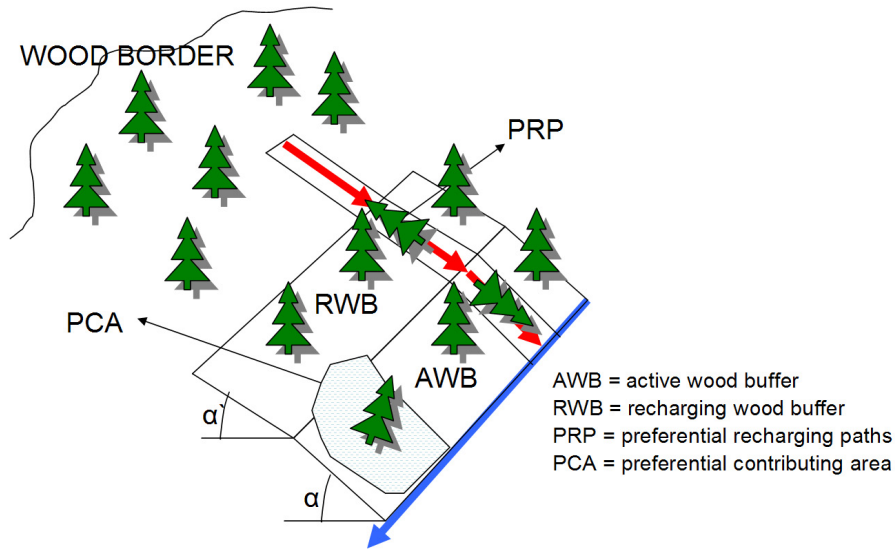 WOOD BORDER
PRP
RWB
PCA
AWB
α`
α
AWB = active wood buffer
RWB = recharging wood buffer
PRP = preferential recharging paths
PCA = preferential contributing area